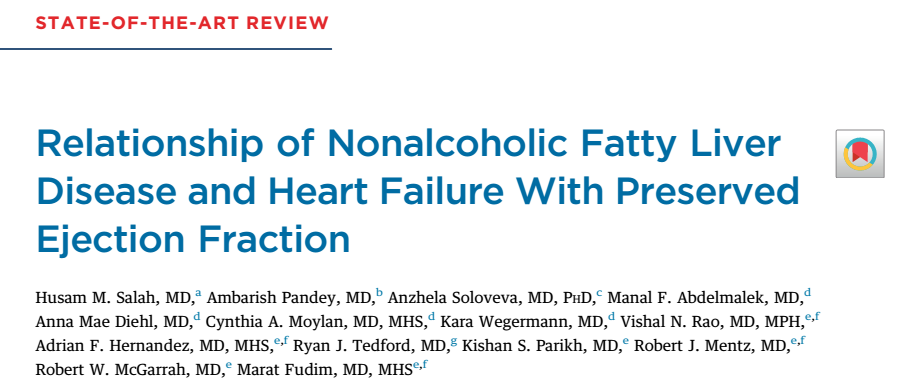 STATE-OF-THE-ART REVIEW
Relationship of Nonalcoholic Fatty Liver
Disease and Heart Failure With Preserved
Ejection Fraction
Husam M. Salah, MD,ᵃ Ambarish Pandey, MD,ᵇ Anzhela Soloveva, MD, PHD,ᶜ Manal F. Abdelmalek, MD,ᵈ
Anna Mae Diehl, MD,ᵈ Cynthia A. Moylan, MD, MHS,ᵈ Kara Wegermann, MD,ᵈ Vishal N. Rao, MD, MPH,ᵉ,ᶠ
Adrian F. Hernandez, MD, MHS,ᵉ,ᶠ Ryan J. Tedford, MD,ᵍ Kishan S. Parikh, MD,ᵉ Robert J. Mentz, MD,ᵉ,ᶠ
Robert W. McGarrah, MD,ᵉ Marat Fudim, MD, MHSᵉ,ᶠ